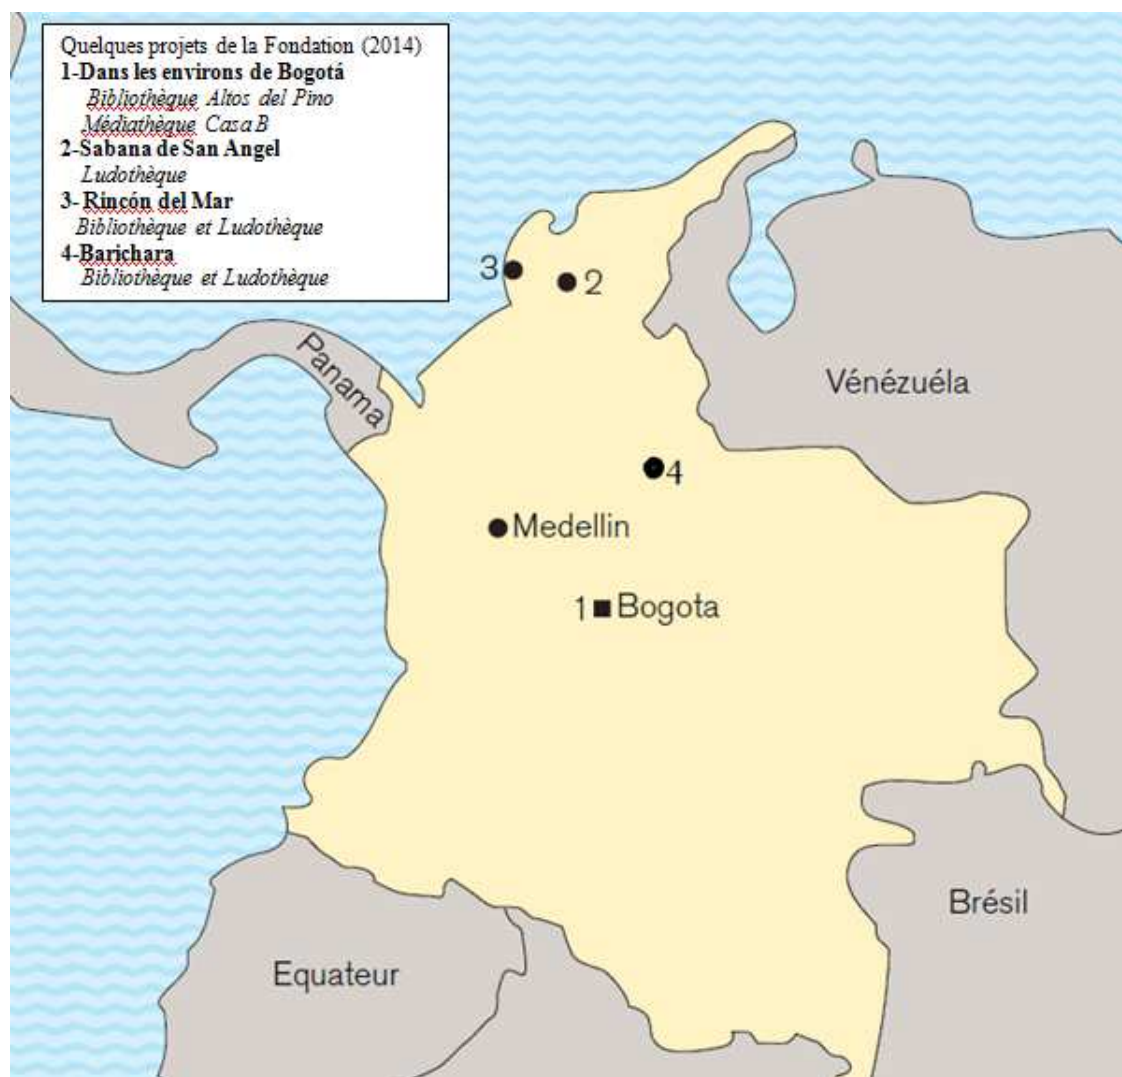 Quelques projets de la Fondation (2014)
1-Dans les environs de Bogotá
Bibliothèque Altos del Pino
Médiathèque Casa B
2-Sabana de San Angel
Ludothèque
3- Rincón del Mar
Bibliothèque et Ludothèque
4-Barichara
Bibliothèque et Ludothèque
3
2
Panama
Vénézuéla
4
Medellin
1 Bogota
Brésil
Equateur